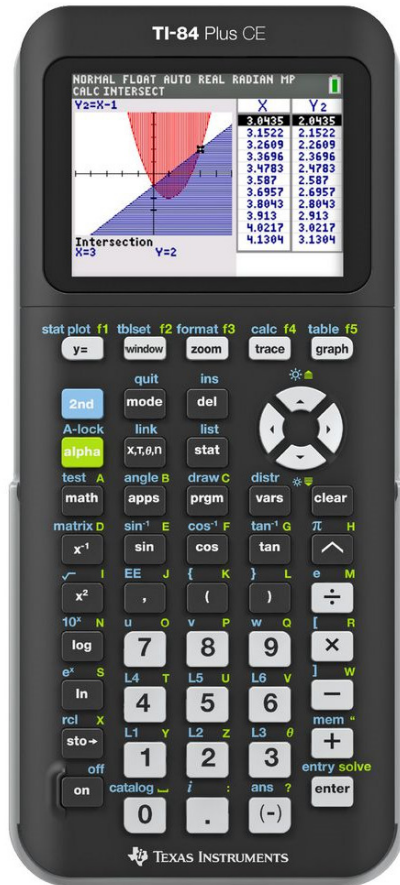 TI-84 Plus CE
NORMAL FLOAT AUTO REAL RADIAN MP
CALC INTERSECT
Y2=X-1
X Y2
3.0435 2.0435
3.1522 2.1522
3.2609 2.2609
3.3696 2.3696
3.4783 2.4783
3.587 2.587
3.6957 2.6957
3.8043 2.8043
3.913 2.913
4.0217 3.0217
4.1304 3.1304
Intersection
X=3 Y=2
stat plot f1 tblset f2 format f3 calc f4 table f5
y= window zoom trace graph
quit ins
2nd mode del
A-lock link list
alpha X,T,θ,n stat
test A angle B draw C distr
math apps prgm vars clear
matrix D sin⁻¹ E cos⁻¹ F tan⁻¹ G π H
x⁻¹ sin cos tan ^
√ I EE J { K } L e M
x² , ( ) ÷
10ˣ N u O v P w Q [ R
log 7 8 9 ×
eˣ S L4 T L5 U L6 V ] W
ln 4 5 6 −
rcl X L1 Y L2 Z L3 θ mem "
sto→ 1 2 3 +
off catalog ⎵ i : ans ? entry solve
on 0 . (-) enter
TEXAS INSTRUMENTS